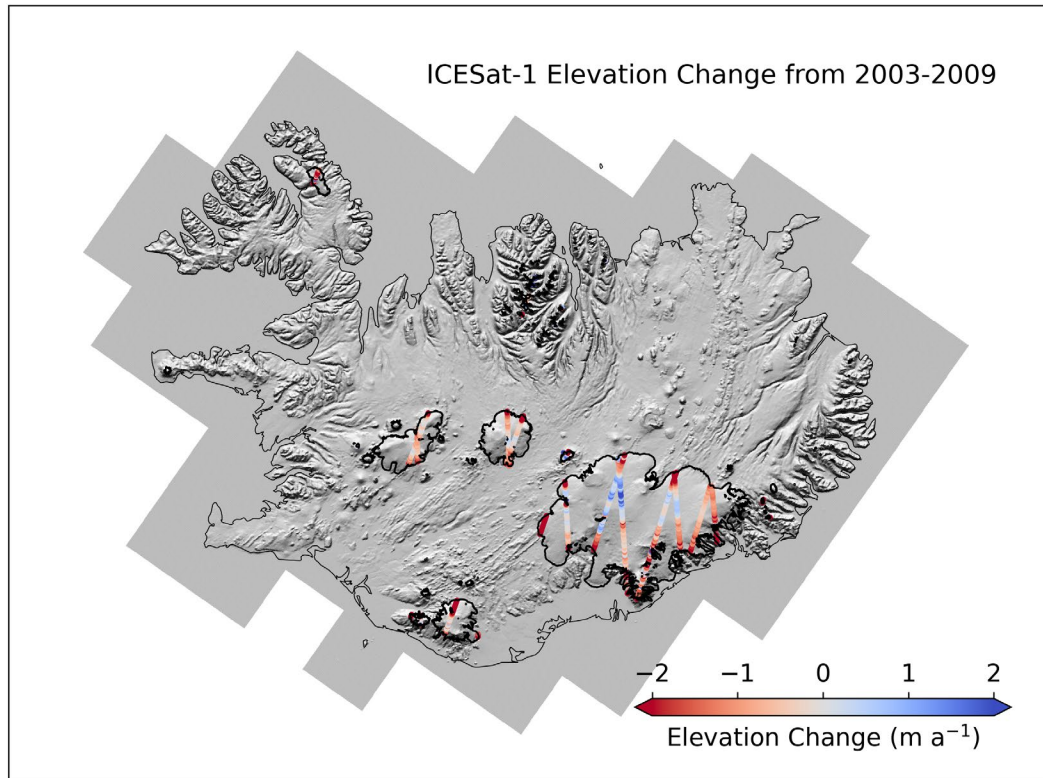 ICESat-1 Elevation Change from 2003-2009
−2 −1 0 1 2
Elevation Change (m a⁻¹)